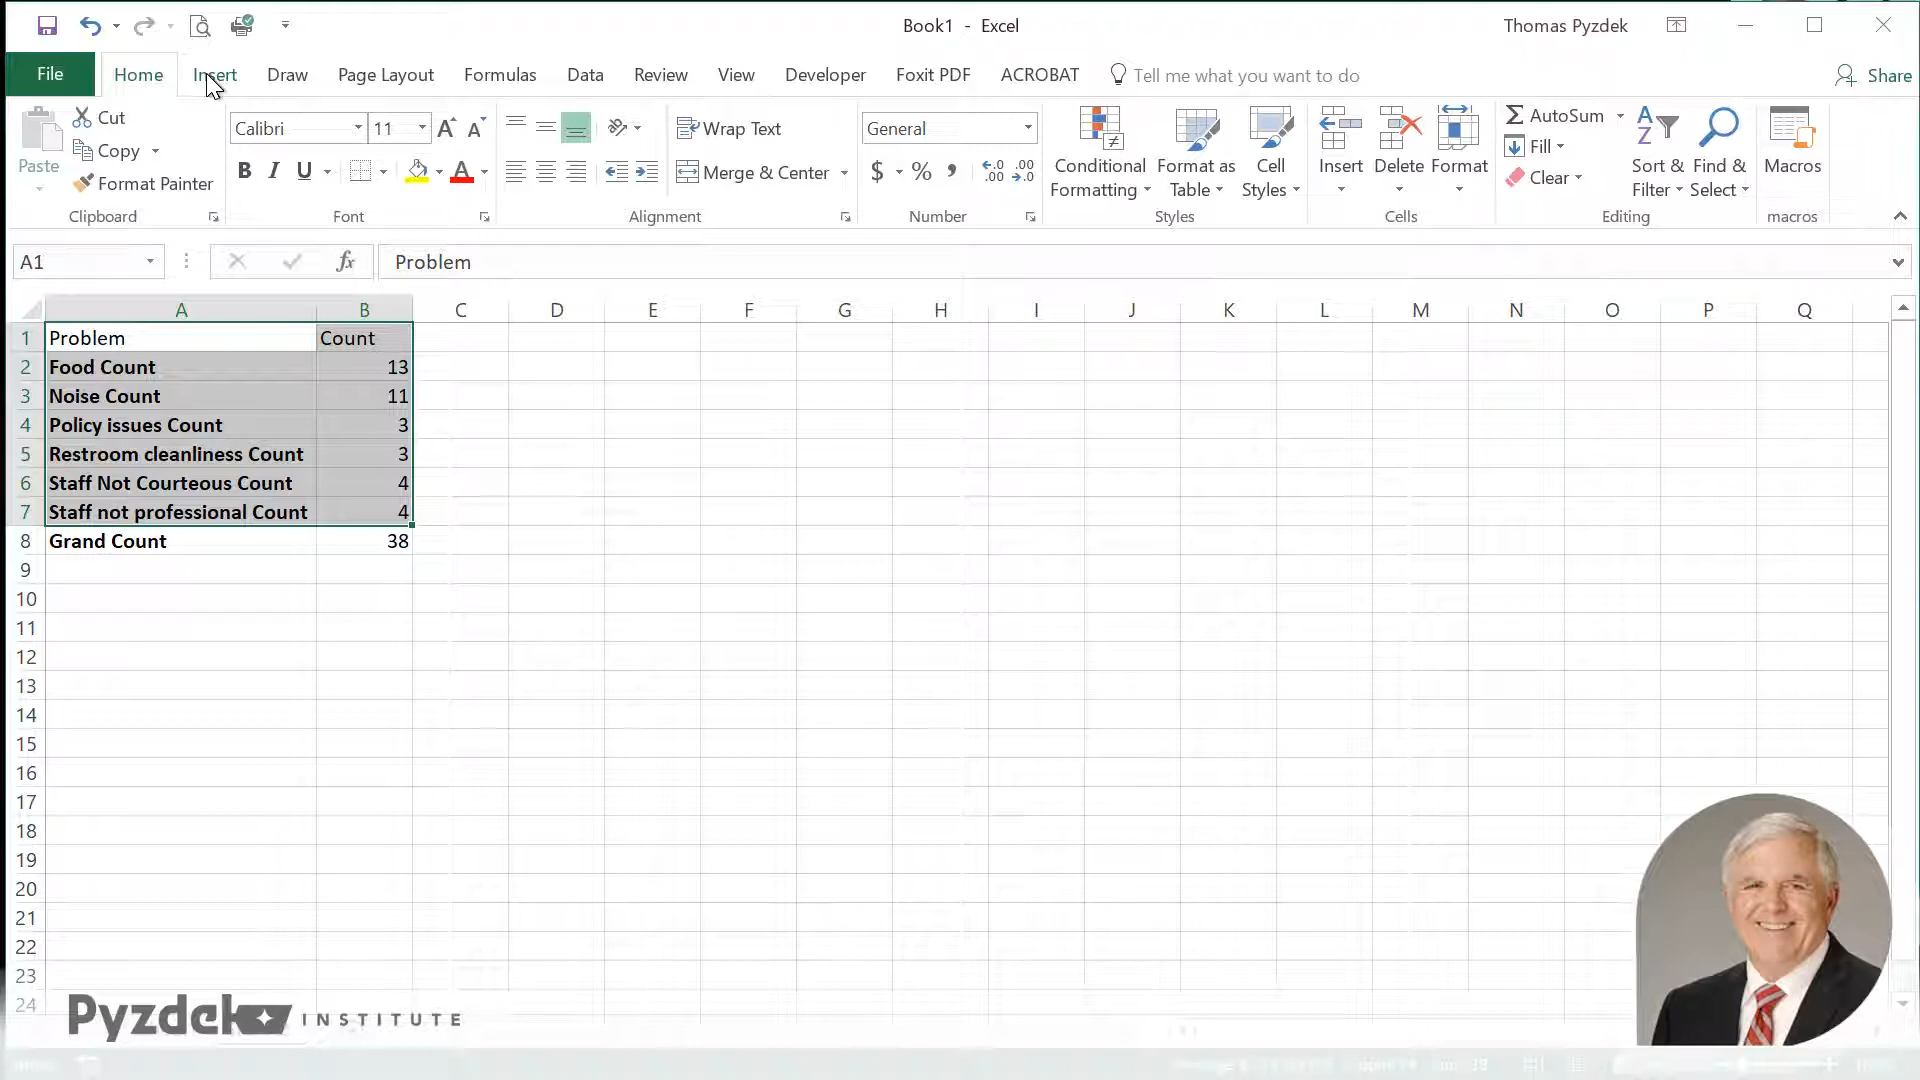 Book1 - Excel
Thomas Pyzdek
File Home Insert Draw Page Layout Formulas Data Review View Developer Foxit PDF ACROBAT Tell me what you want to do Share
Paste
Cut
Copy
Format Painter
Clipboard
Calibri 11
B I U
Font
Wrap Text
Merge & Center
Alignment
General
$ % ,
Number
Conditional Formatting
Format as Table
Cell Styles
Styles
Insert Delete Format
Cells
AutoSum
Fill
Clear
Sort & Filter
Find & Select
Editing
Macros
macros
A1 fx Problem
A B C D E F G H I J K L M N O P Q
1 Problem Count
2 Food Count 13
3 Noise Count 11
4 Policy issues Count 3
5 Restroom cleanliness Count 3
6 Staff Not Courteous Count 4
7 Staff not professional Count 4
8 Grand Count 38
9
10
11
12
13
14
15
16
17
18
19
20
21
22
23
24
Pyzdek INSTITUTE